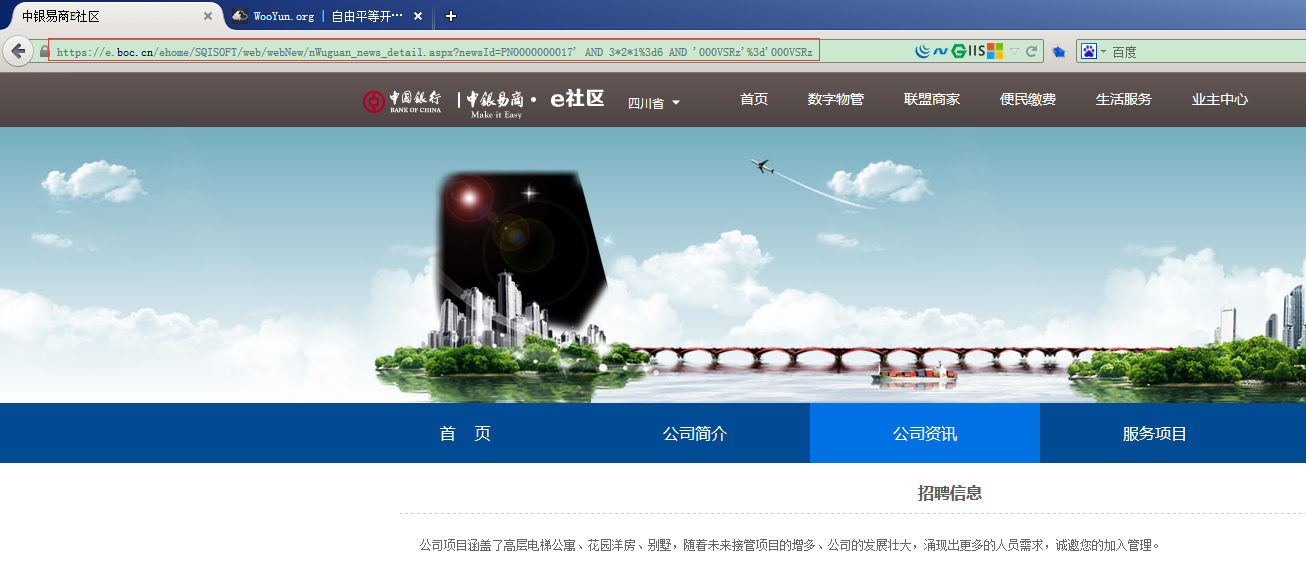 中银易商E社区
WooYun.org | 自由平等开…
https://e.boc.cn/ehome/SQISOFT/web/webNew/nWuguan_news_detail.aspx?newsId=PN0000000017' AND 3*2*1%3d6 AND '000VSRz'%3d'000VSRz
IIS
百度
中国银行
BANK OF CHINA
中银易商·
Make it Easy
e社区
四川省
首页
数字物管
联盟商家
便民缴费
生活服务
业主中心
首 页
公司简介
公司资讯
服务项目
招聘信息
公司项目涵盖了高层电梯公寓、花园洋房、别墅，随着未来接管项目的增多、公司的发展壮大，涌现出更多的人员需求，诚邀您的加入管理。